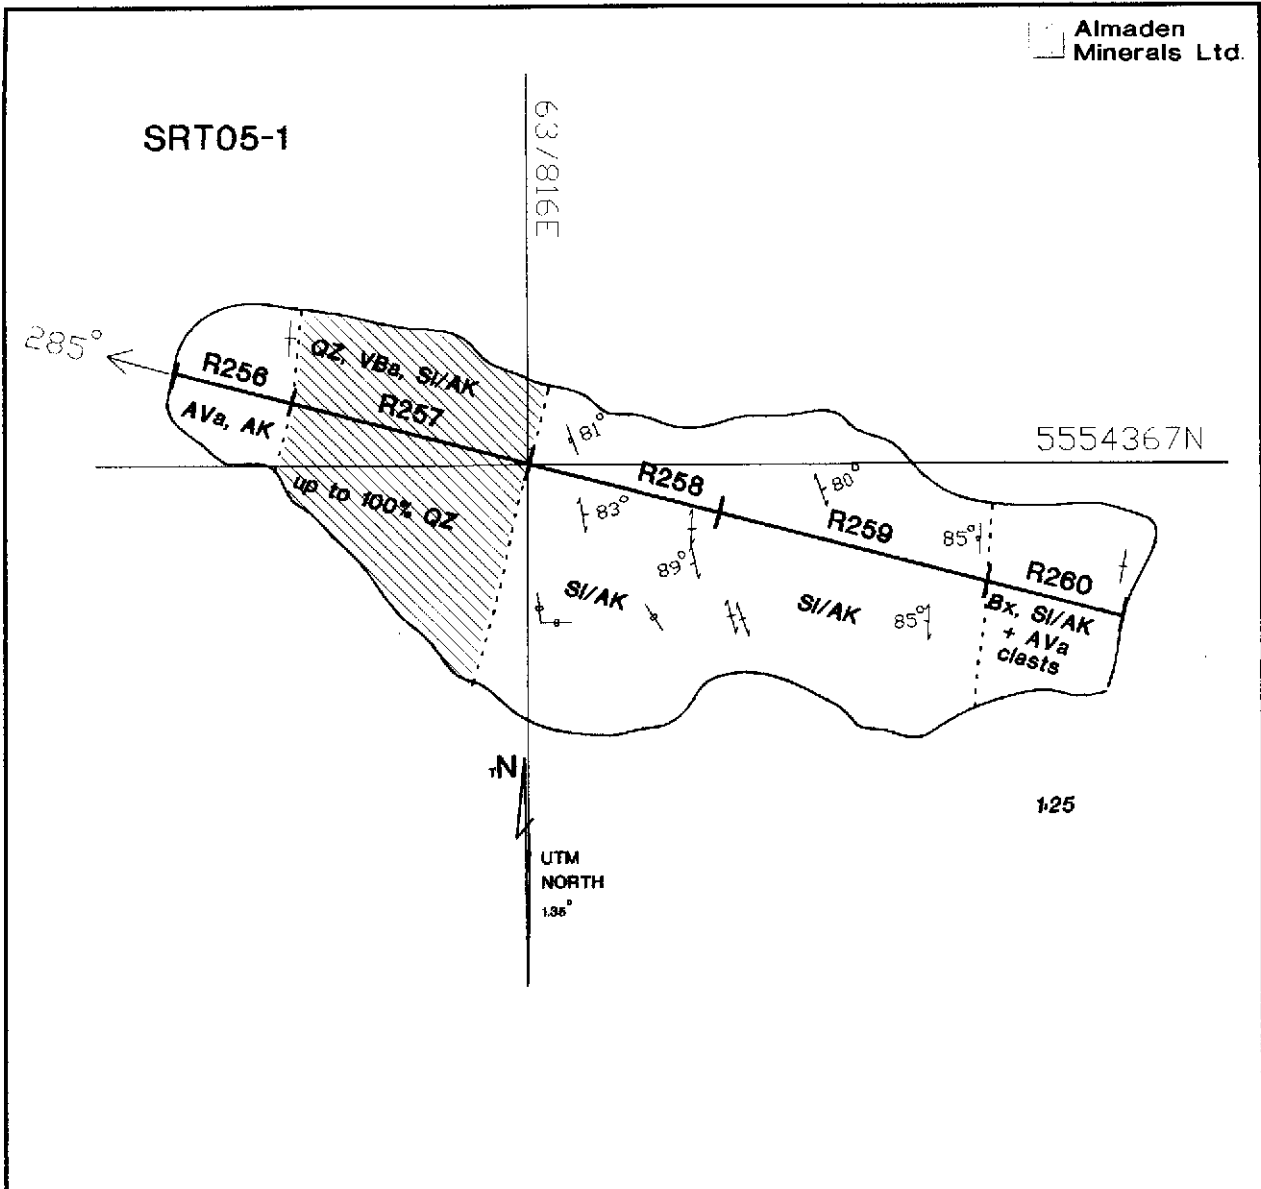 Almaden
Minerals Ltd.
SRT05-1
63/816E
285°
R256
AVa, AK
QZ, VBa, SI/AK
R257
up to 100% QZ
81°
5554367N
R258
83°
80°
R259
85°
89°
SI/AK
SI/AK
85°
R260
Bx, SI/AK
+ AVa
clasts
TN
1:25
UTM
NORTH
1.35°